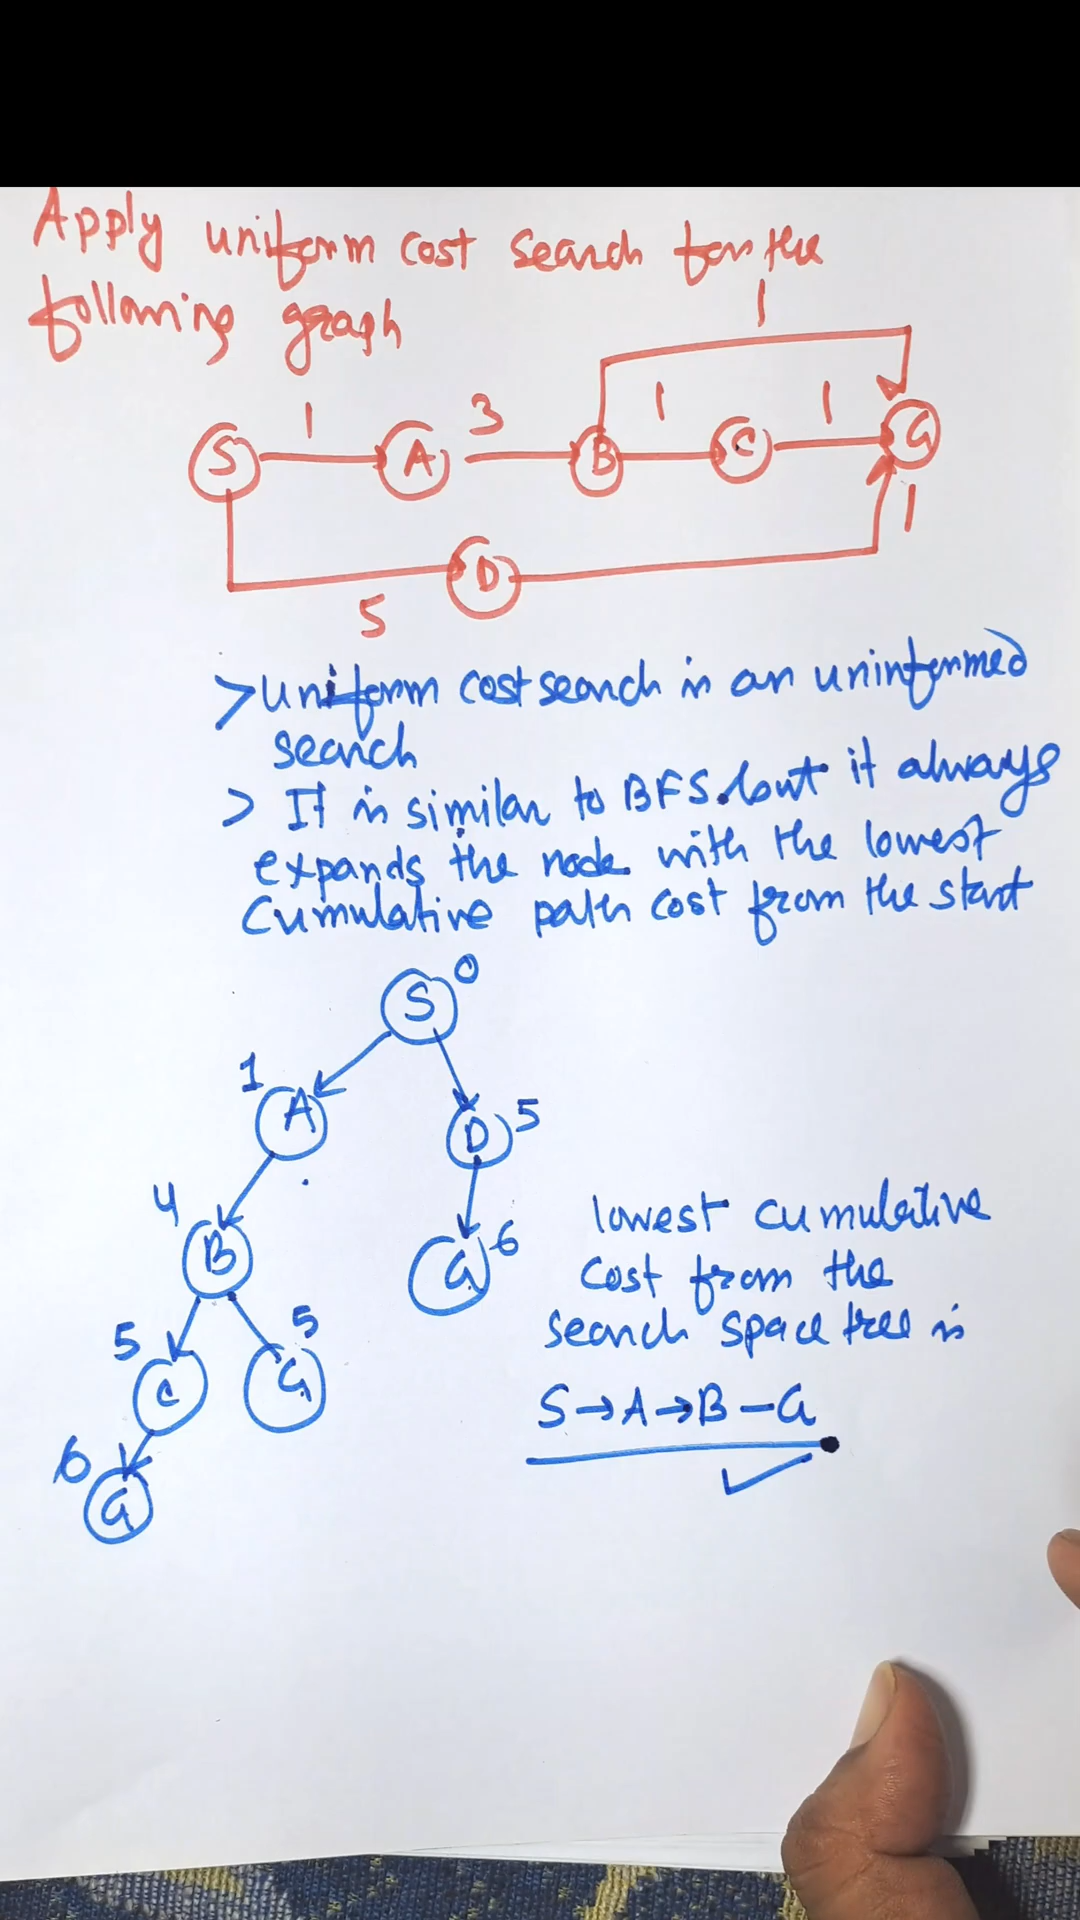 Apply uniform cost search for the
following graph
1
1 3 1 1
S A B C G
1
D
5
> uniform cost search is an uninformed
search
> It is similar to BFS. but it always
expands the node with the lowest
cumulative path cost from the start
S 0
1
A D 5
4
B G 6
5 5
C G
6
G
lowest cumulative
cost from the
search space tree is
S→A→B–G